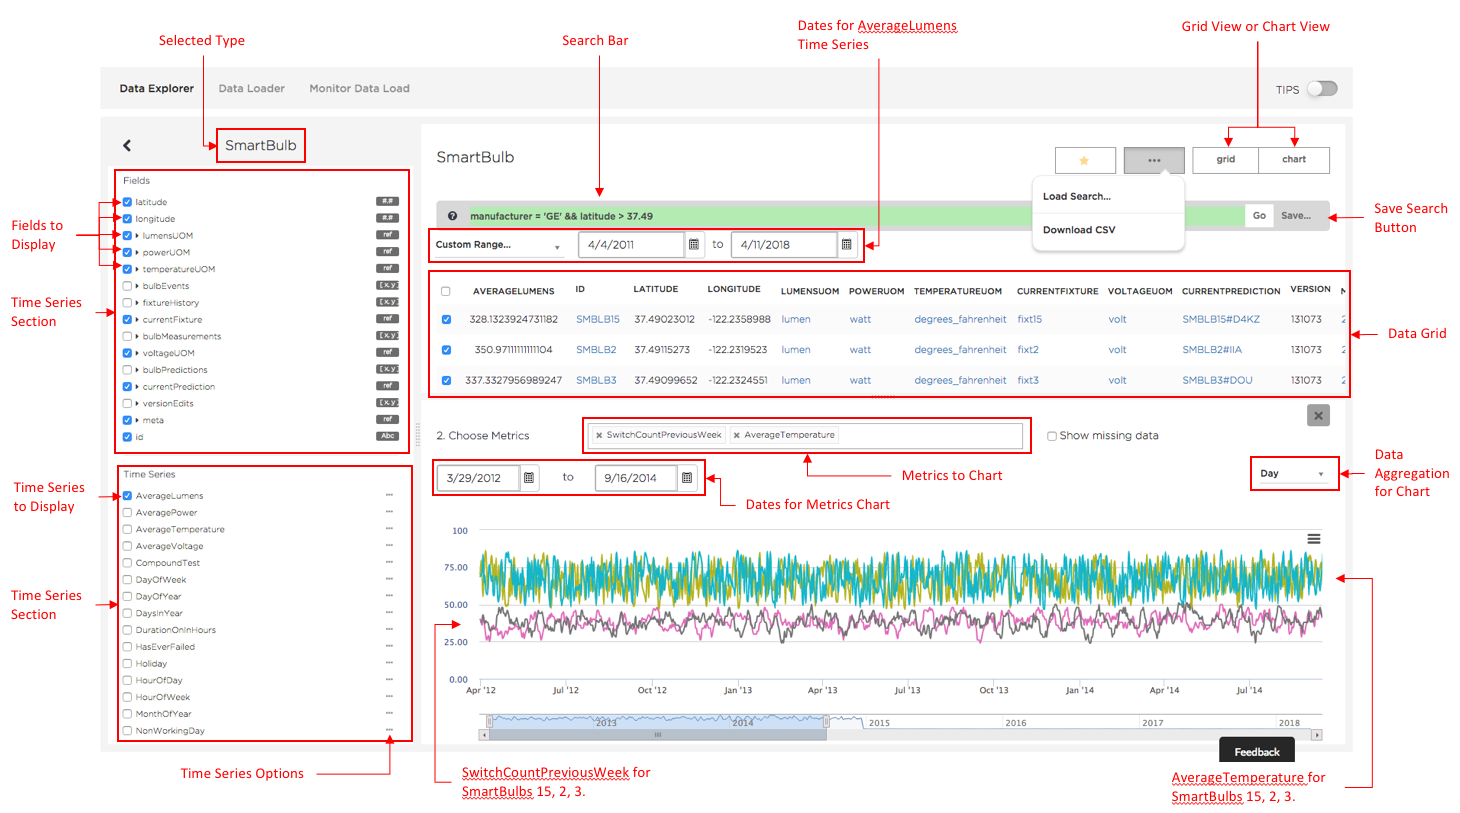 Selected Type
Search Bar
Dates for AverageLumens
Time Series
Grid View or Chart View
Data Explorer
Data Loader
Monitor Data Load
TIPS
SmartBulb
SmartBulb
grid
chart
Load Search...
Download CSV
manufacturer = 'GE' && latitude > 37.49
Go
Save...
Save Search
Button
Custom Range...
4/4/2011
to
4/11/2018
Fields to
Display
Time Series
Section
Fields
latitude
#.#
longitude
#.#
lumensUOM
ref
powerUOM
ref
temperatureUOM
ref
bulbEvents
[x,y]
fixtureHistory
[x,y]
currentFixture
ref
bulbMeasurements
[x,y]
voltageUOM
ref
bulbPredictions
[x,y]
currentPrediction
ref
versionEdits
[x,y]
meta
ref
id
Abc
AVERAGELUMENS ID LATITUDE LONGITUDE LUMENSUOM POWERUOM TEMPERATUREUOM CURRENTFIXTURE VOLTAGEUOM CURRENTPREDICTION VERSION
328.1323924731182 SMBLB15 37.49023012 -122.2358988 lumen watt degrees_fahrenheit fixt15 volt SMBLB15#D4KZ 131073 2
350.97111111111104 SMBLB2 37.49115273 -122.2319523 lumen watt degrees_fahrenheit fixt2 volt SMBLB2#IIA 131073 2
337.3327956989247 SMBLB3 37.49099652 -122.2324551 lumen watt degrees_fahrenheit fixt3 volt SMBLB3#DOU 131073 2
Data Grid
2. Choose Metrics
SwitchCountPreviousWeek
AverageTemperature
Show missing data
Metrics to Chart
3/29/2012
to
9/16/2014
Dates for Metrics Chart
Day
Data
Aggregation
for Chart
Time Series
to Display
Time Series
Section
Time Series
AverageLumens
AveragePower
AverageTemperature
AverageVoltage
CompoundTest
DayOfWeek
DayOfYear
DaysInYear
DurationOnInHours
HasEverFailed
Holiday
HourOfDay
HourOfWeek
MonthOfYear
NonWorkingDay
Time Series Options
100
75.00
50.00
25.00
0.00
Apr '12 Jul '12 Oct '12 Jan '13 Apr '13 Jul '13 Oct '13 Jan '14 Apr '14 Jul '14
2013 2014 2015 2016 2017 2018
Feedback
SwitchCountPreviousWeek for
SmartBulbs 15, 2, 3.
AverageTemperature for
SmartBulbs 15, 2, 3.